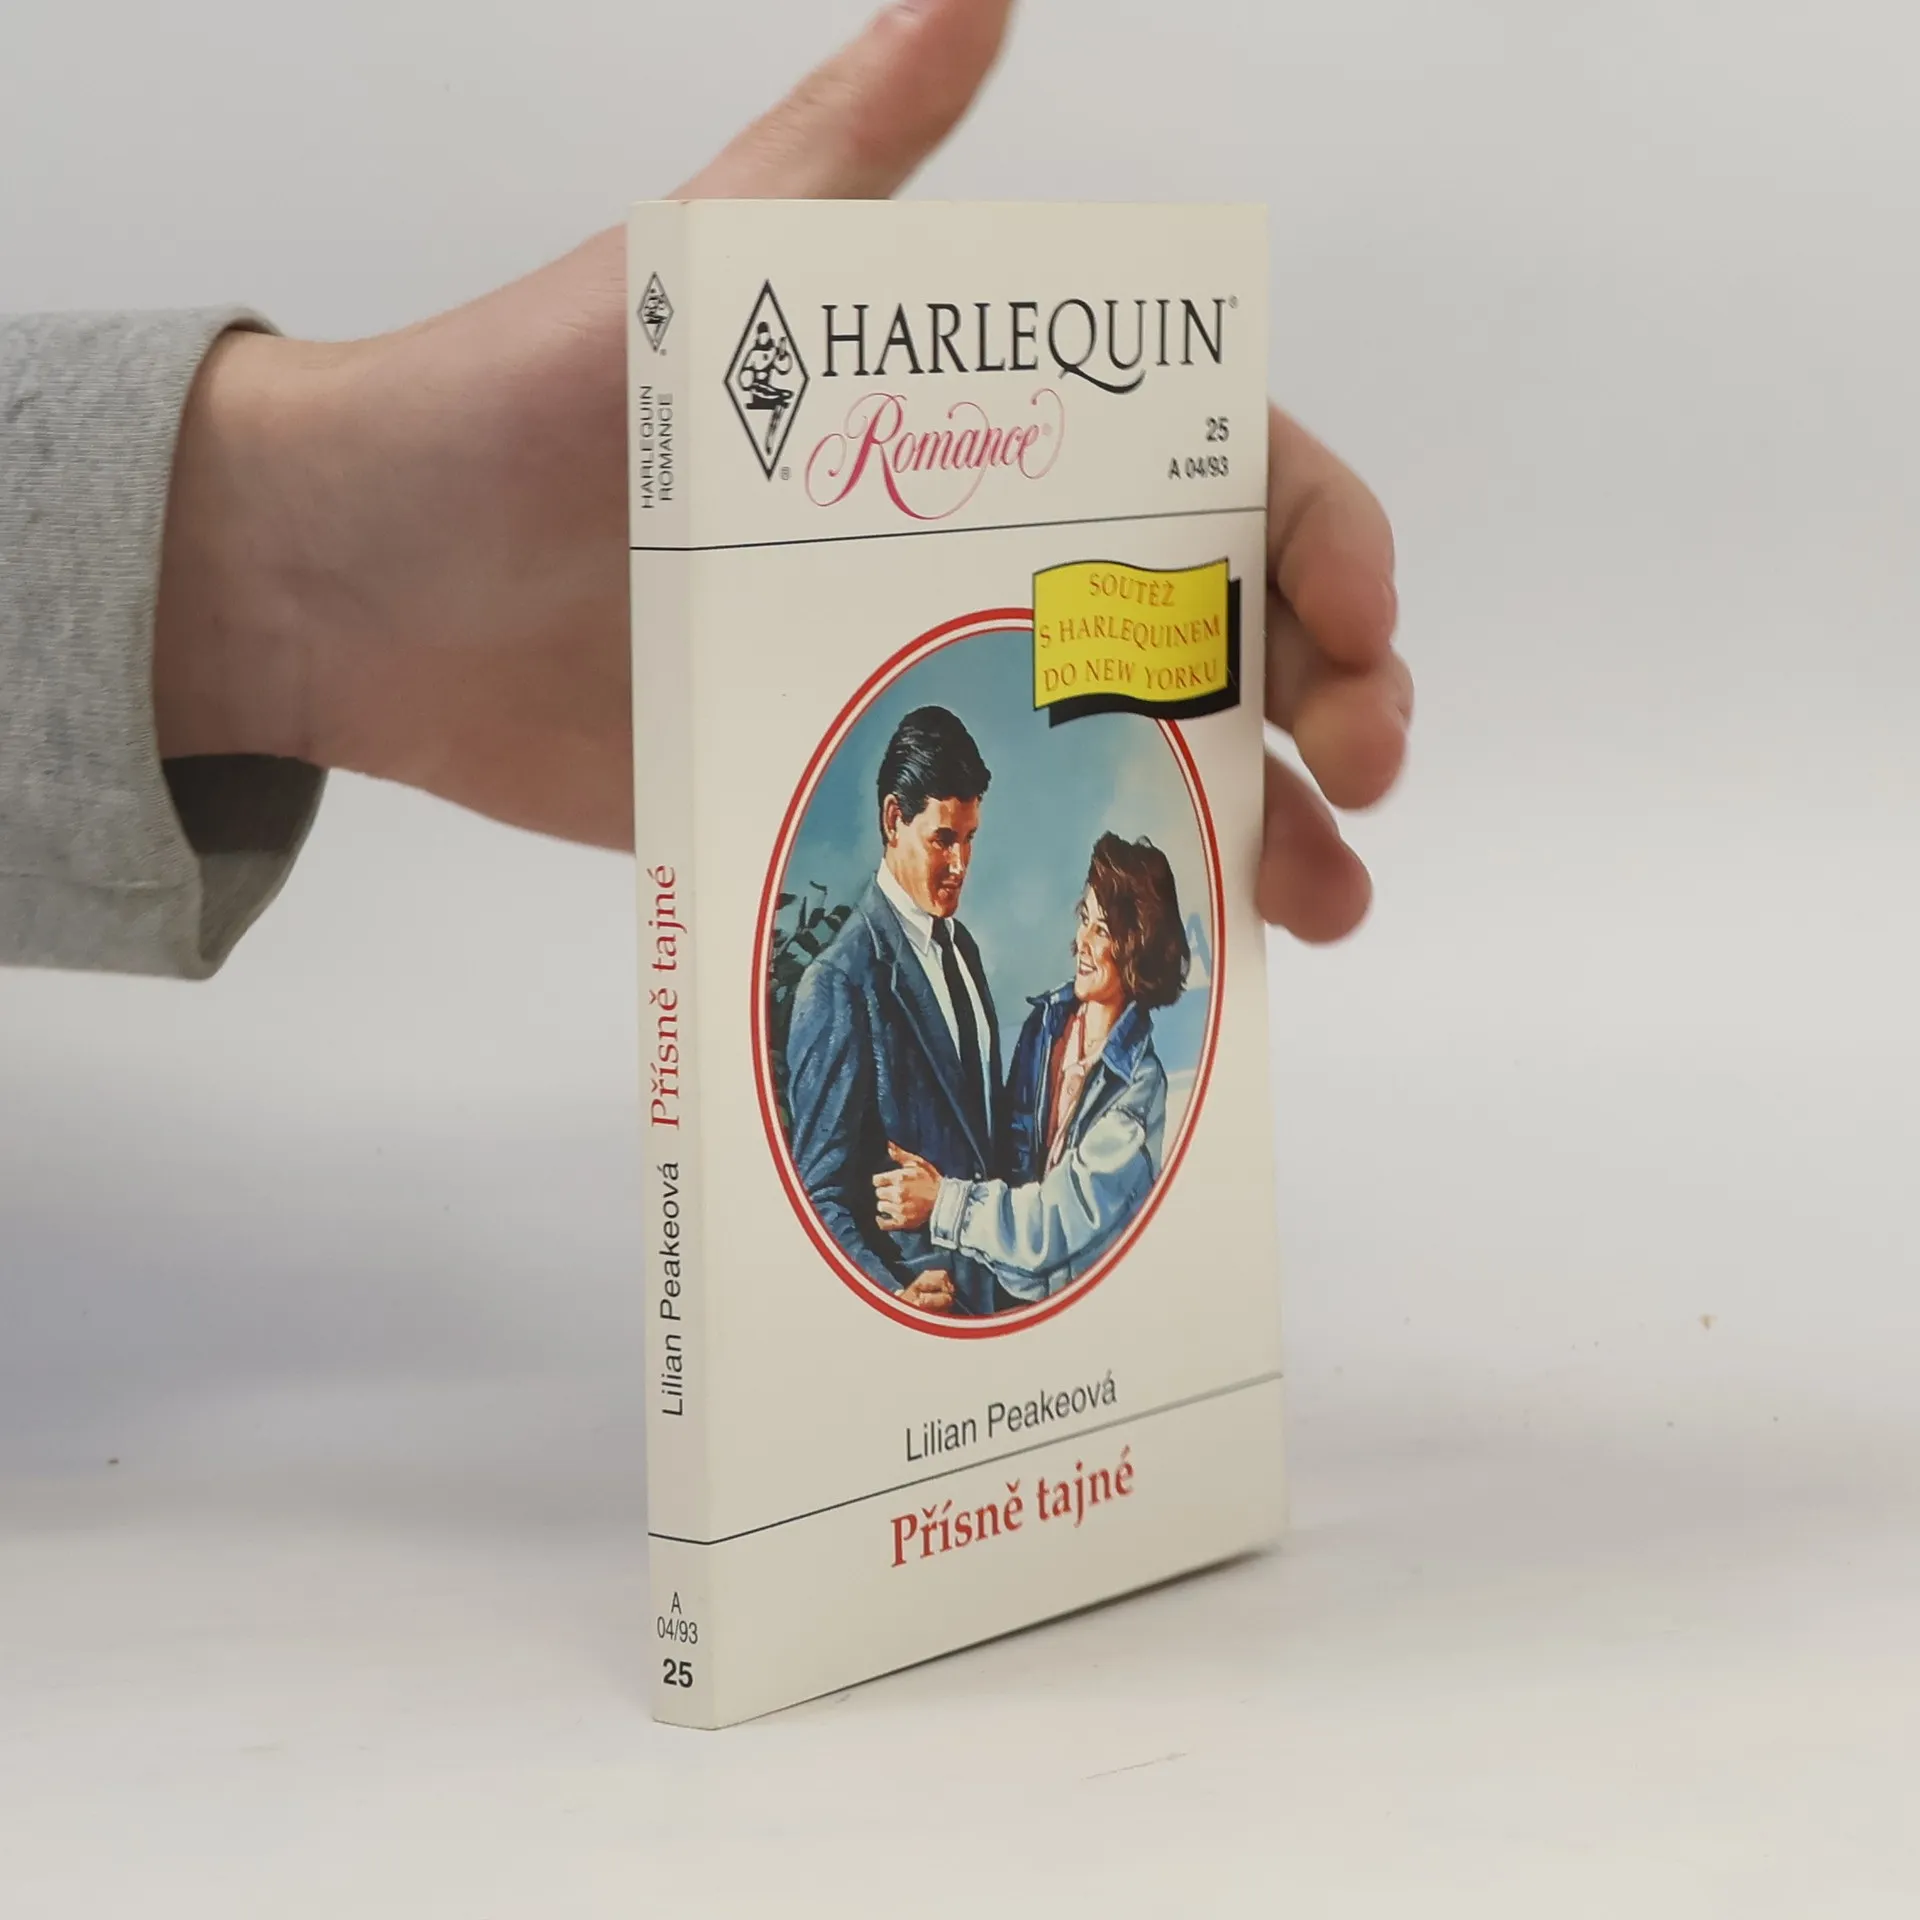 HARLEQUIN®
Romance®
25
A 04/93
SOUTĚŽ
S HARLEQUINEM
DO NEW YORKU
Lilian Peakeová
Přísně tajné
HARLEQUIN
ROMANCE
Lilian Peakeová Přísně tajné
A
04/93
25